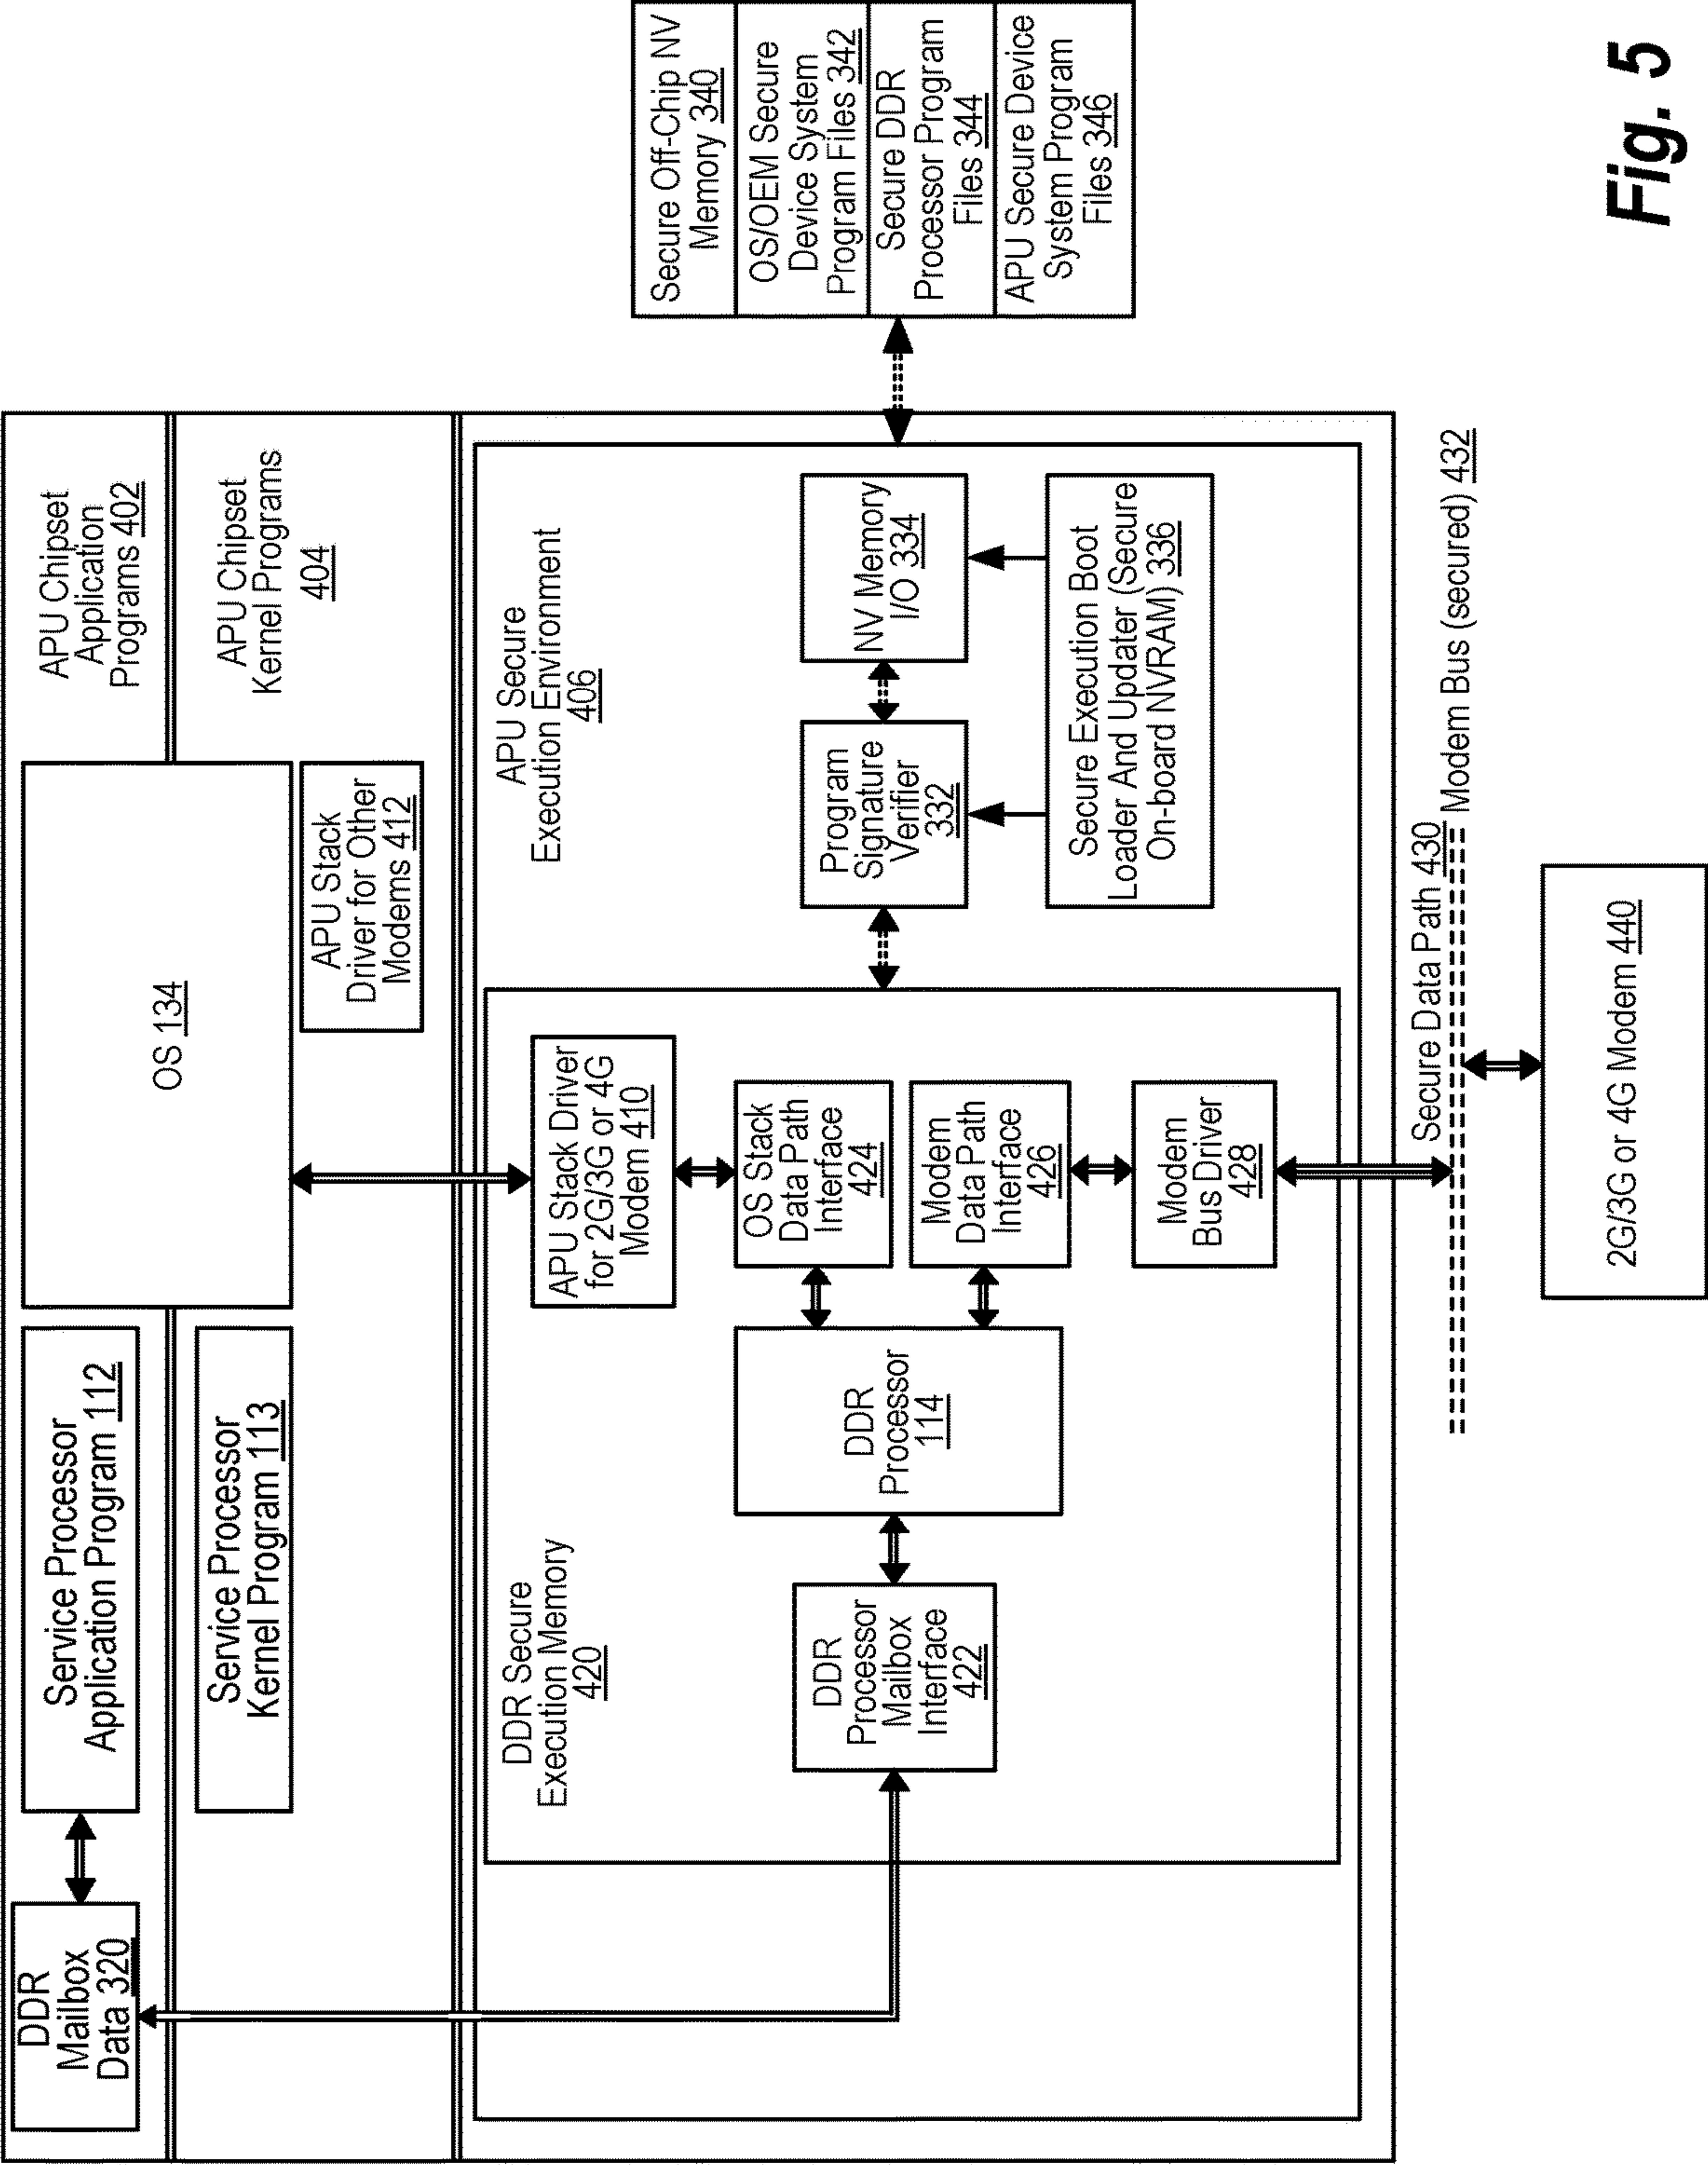 DDR
Mailbox
Data 320
Service Processor
Application Program 112
Service Processor
Kernel Program 113
OS 134
APU Stack
Driver for Other
Modems 412
APU Chipset
Application
Programs 402
APU Chipset
Kernel Programs
404
DDR Secure
Execution Memory
420
APU Secure
Execution Environment
406
DDR
Processor
Mailbox
Interface
422
DDR
Processor
114
APU Stack Driver
for 2G/3G or 4G
Modem 410
OS Stack
Data Path
Interface
424
Modem
Data Path
Interface
426
Modem
Bus Driver
428
Program
Signature
Verifier
332
NV Memory
I/O 334
Secure Execution Boot
Loader And Updater (Secure
On-board NVRAM) 336
Secure Off-Chip NV
Memory 340
OS/OEM Secure
Device System
Program Files 342
Secure DDR
Processor Program
Files 344
APU Secure Device
System Program
Files 346
Secure Data Path 430
Modem Bus (secured) 432
2G/3G or 4G Modem 440
Fig. 5